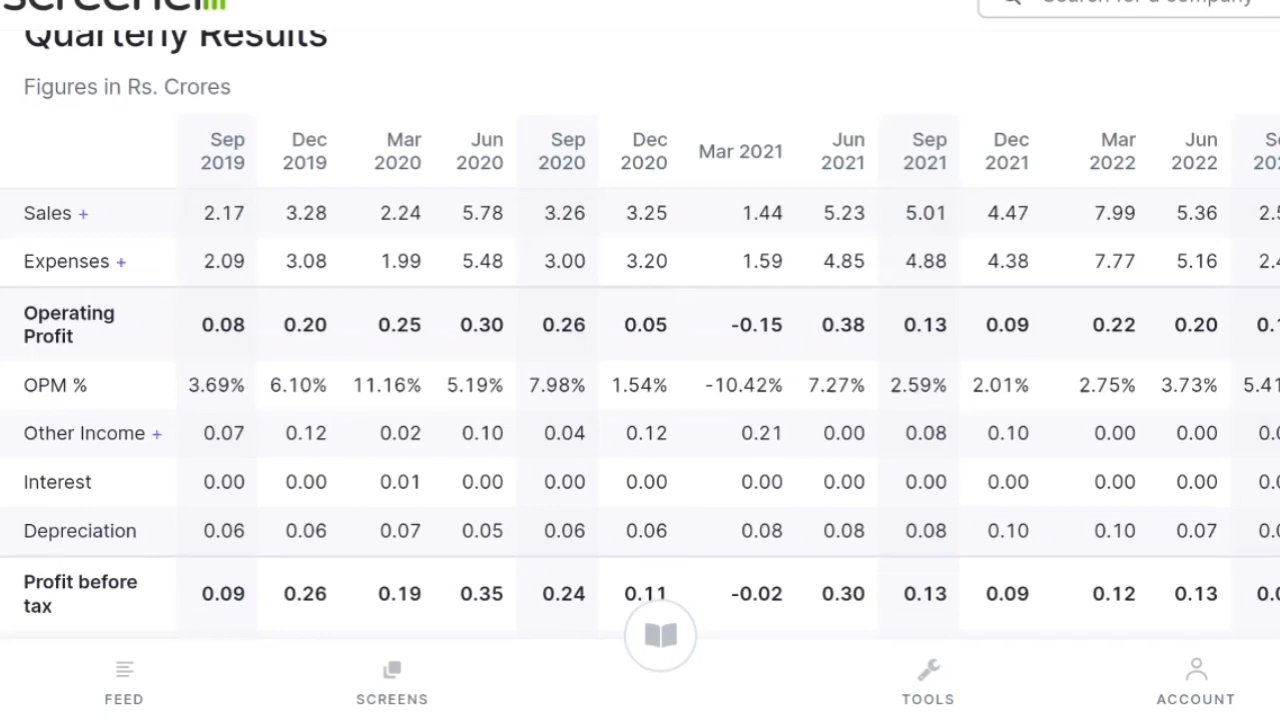 screener
Search for a company
Quarterly Results
Figures in Rs. Crores
Sep 2019 Dec 2019 Mar 2020 Jun 2020 Sep 2020 Dec 2020 Mar 2021 Jun 2021 Sep 2021 Dec 2021 Mar 2022 Jun 2022
Sales + 2.17 3.28 2.24 5.78 3.26 3.25 1.44 5.23 5.01 4.47 7.99 5.36
Expenses + 2.09 3.08 1.99 5.48 3.00 3.20 1.59 4.85 4.88 4.38 7.77 5.16
Operating Profit 0.08 0.20 0.25 0.30 0.26 0.05 -0.15 0.38 0.13 0.09 0.22 0.20
OPM % 3.69% 6.10% 11.16% 5.19% 7.98% 1.54% -10.42% 7.27% 2.59% 2.01% 2.75% 3.73% 5.41
Other Income + 0.07 0.12 0.02 0.10 0.04 0.12 0.21 0.00 0.08 0.10 0.00 0.00
Interest 0.00 0.00 0.01 0.00 0.00 0.00 0.00 0.00 0.00 0.00 0.00 0.00
Depreciation 0.06 0.06 0.07 0.05 0.06 0.06 0.08 0.08 0.08 0.10 0.10 0.07
Profit before tax 0.09 0.26 0.19 0.35 0.24 0.11 -0.02 0.30 0.13 0.09 0.12 0.13
FEED SCREENS TOOLS ACCOUNT